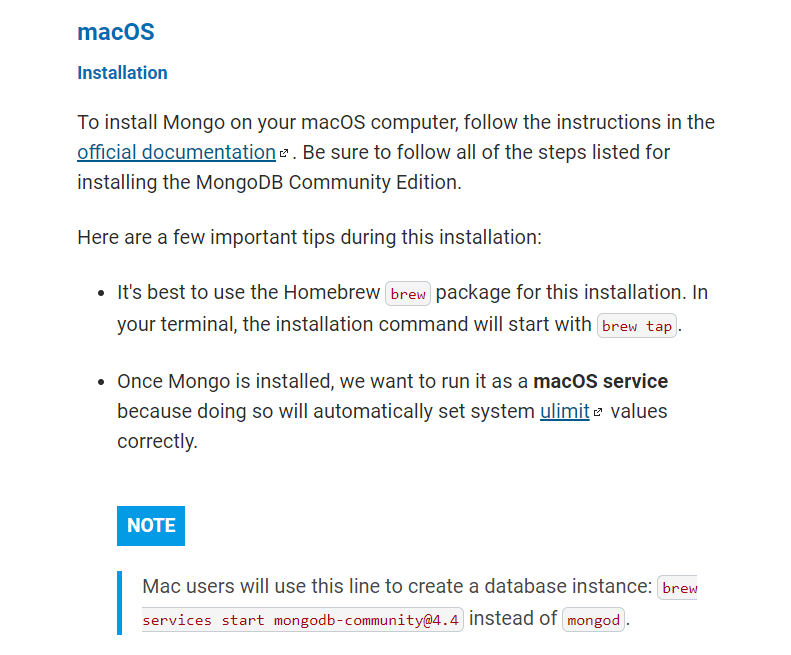 macOS
Installation
To install Mongo on your macOS computer, follow the instructions in the
official documentation. Be sure to follow all of the steps listed for
installing the MongoDB Community Edition.
Here are a few important tips during this installation:
• It's best to use the Homebrew brew package for this installation. In
your terminal, the installation command will start with brew tap.
• Once Mongo is installed, we want to run it as a macOS service
because doing so will automatically set system ulimit values
correctly.
NOTE
Mac users will use this line to create a database instance: brew
services start mongodb-community@4.4 instead of mongod.